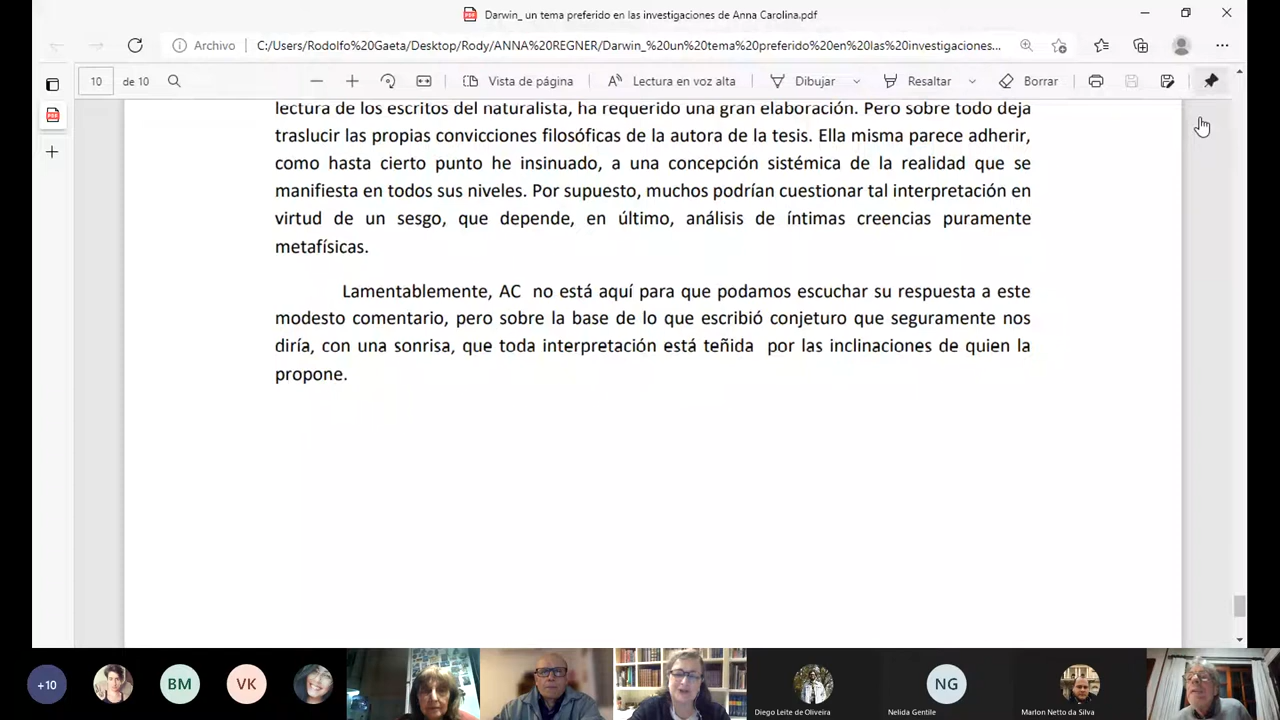 Darwin_ un tema preferido en las investigaciones de Anna Carolina.pdf
Archivo
C:/Users/Rodolfo%20Gaeta/Desktop/Rody/ANNA%20REGNER/Darwin_%20un%20tema%20preferido%20en%20las%20investigaciones...
10 de 10 Vista de página Lectura en voz alta Dibujar Resaltar Borrar
lectura de los escritos del naturalista, ha requerido una gran elaboración. Pero sobre todo deja
traslucir las propias convicciones filosóficas de la autora de la tesis. Ella misma parece adherir,
como hasta cierto punto he insinuado, a una concepción sistémica de la realidad que se
manifiesta en todos sus niveles. Por supuesto, muchos podrían cuestionar tal interpretación en
virtud de un sesgo, que depende, en último, análisis de íntimas creencias puramente
metafísicas.
Lamentablemente, AC no está aquí para que podamos escuchar su respuesta a este
modesto comentario, pero sobre la base de lo que escribió conjeturo que seguramente nos
diría, con una sonrisa, que toda interpretación está teñida por las inclinaciones de quien la
propone.
+10 BM VK NG
Diego Leite de Oliveira Nelida Gentile Marlon Netto da Silva